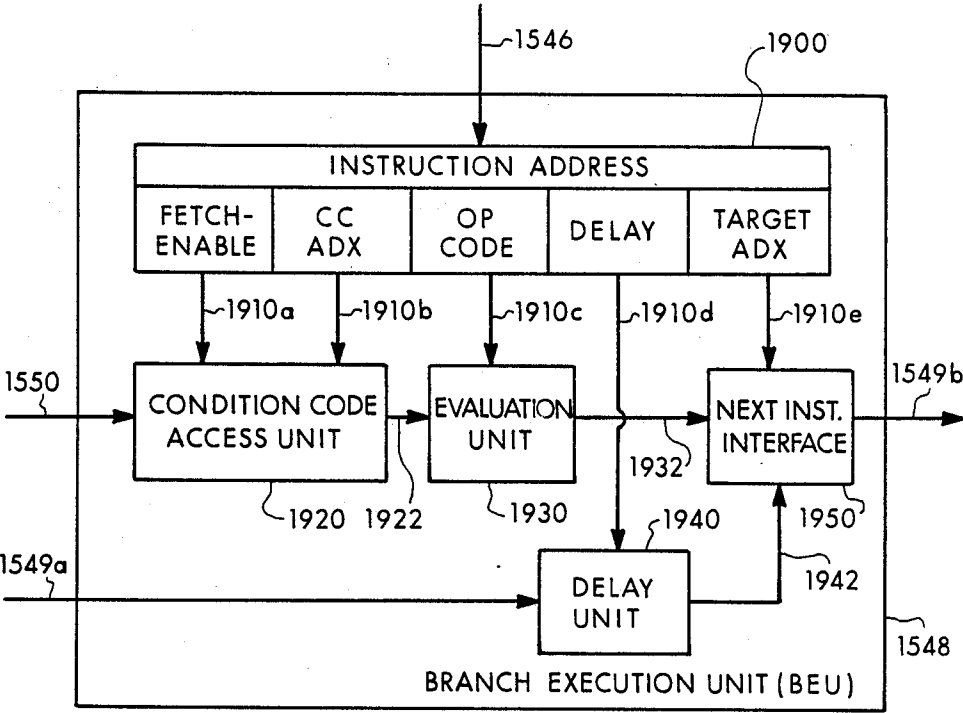 1546
1900
INSTRUCTION ADDRESS
FETCH-
ENABLE
CC
ADX
OP
CODE
DELAY
TARGET
ADX
1910a
1910b
1910c
1910d
1910e
1550
1549b
CONDITION CODE
ACCESS UNIT
EVALUATION
UNIT
NEXT INST.
INTERFACE
1932
1920
1922
1930
1940
1950
1549a
1942
DELAY
UNIT
1548
BRANCH EXECUTION UNIT (BEU)